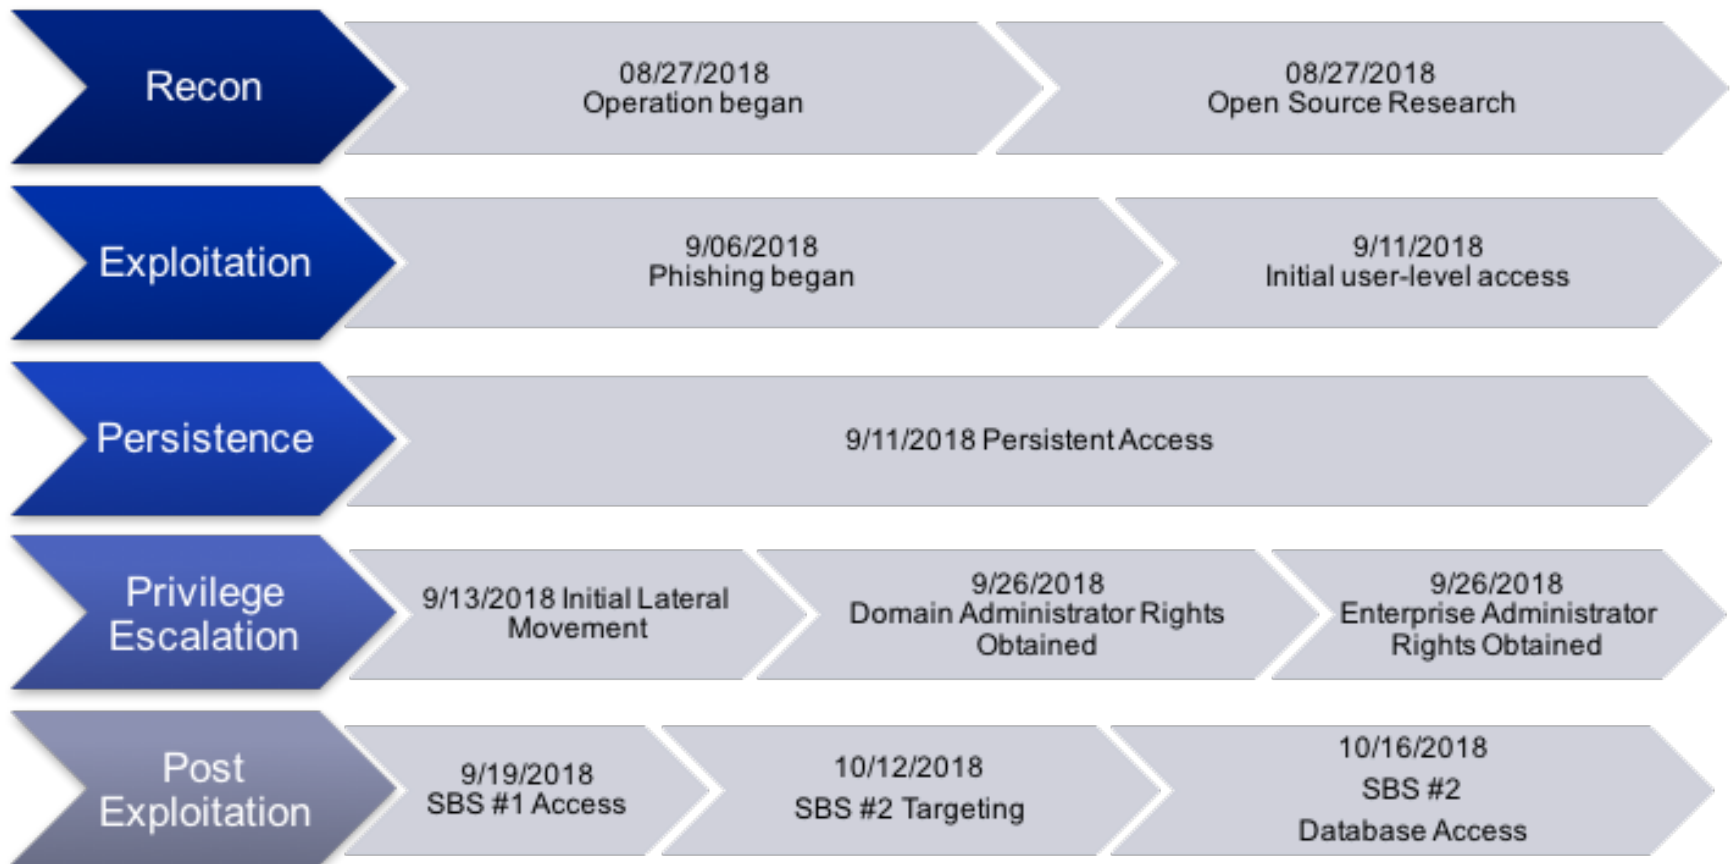 Recon
08/27/2018
Operation began
08/27/2018
Open Source Research
Exploitation
9/06/2018
Phishing began
9/11/2018
Initial user-level access
Persistence
9/11/2018 Persistent Access
Privilege
Escalation
9/13/2018 Initial Lateral
Movement
9/26/2018
Domain Administrator Rights
Obtained
9/26/2018
Enterprise Administrator
Rights Obtained
Post
Exploitation
9/19/2018
SBS #1 Access
10/12/2018
SBS #2 Targeting
10/16/2018
SBS #2
Database Access